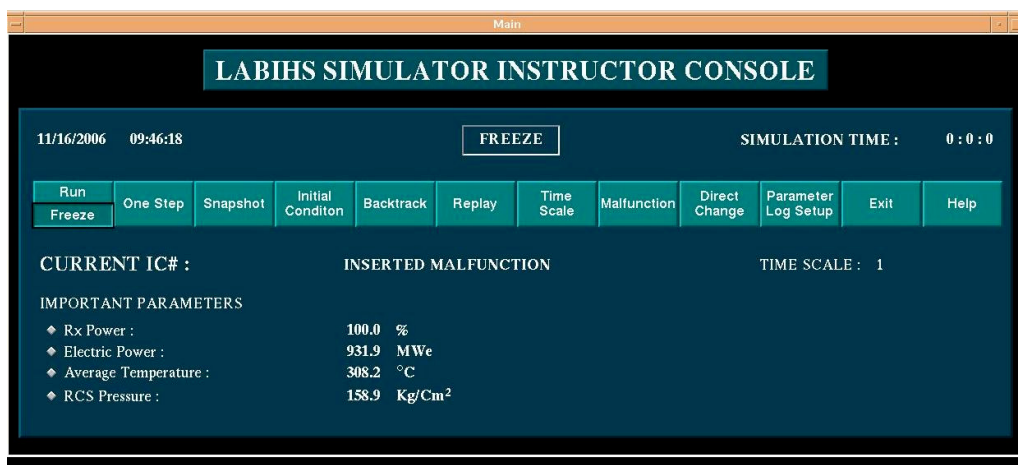 Main
LABIHS SIMULATOR INSTRUCTOR CONSOLE
11/16/2006 09:46:18 FREEZE SIMULATION TIME : 0 : 0 : 0
Run
Freeze
One Step
Snapshot
Initial
Conditon
Backtrack
Replay
Time
Scale
Malfunction
Direct
Change
Parameter
Log Setup
Exit
Help
CURRENT IC# : INSERTED MALFUNCTION TIME SCALE : 1
IMPORTANT PARAMETERS
Rx Power : 100.0 %
Electric Power : 931.9 MWe
Average Temperature : 308.2 °C
RCS Pressure : 158.9 Kg/Cm²